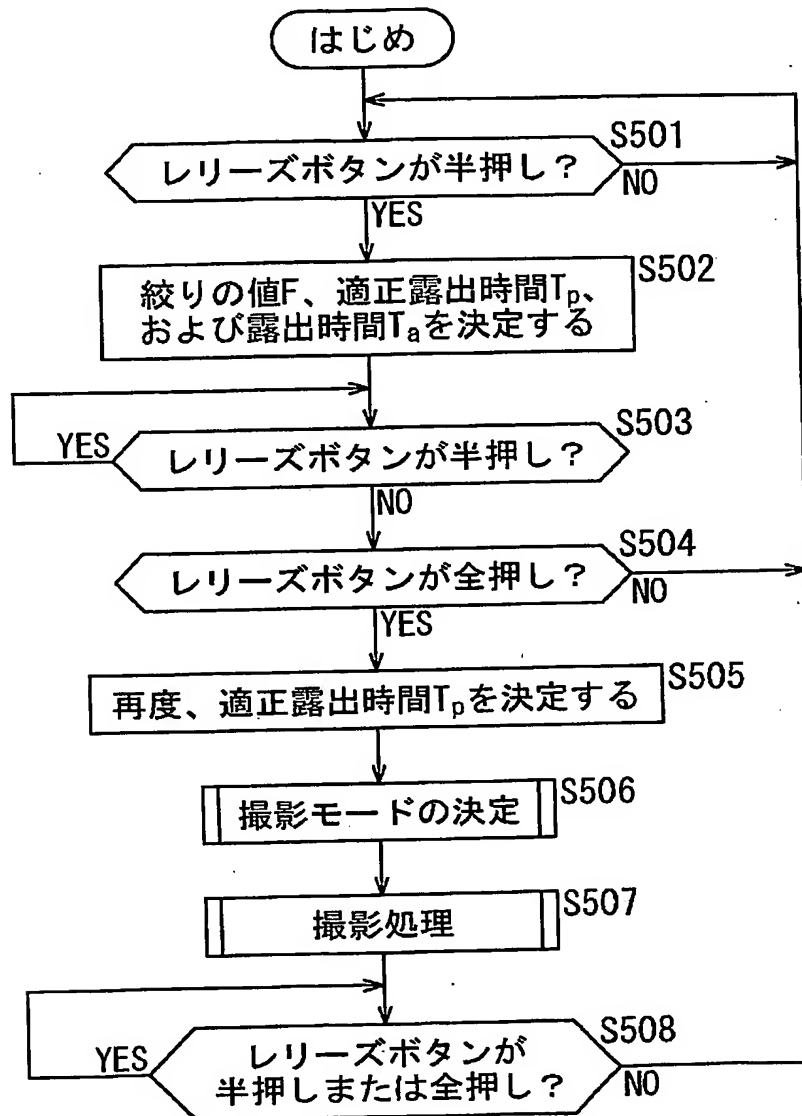 はじめ
S501
レリーズボタンが半押し?
NO
YES
S502
絞りの値F、適正露出時間Tp、
および露出時間Taを決定する
S503
YES
レリーズボタンが半押し?
NO
S504
レリーズボタンが全押し?
NO
YES
S505
再度、適正露出時間Tpを決定する
S506
撮影モードの決定
S507
撮影処理
S508
YES
レリーズボタンが
半押しまたは全押し?
NO